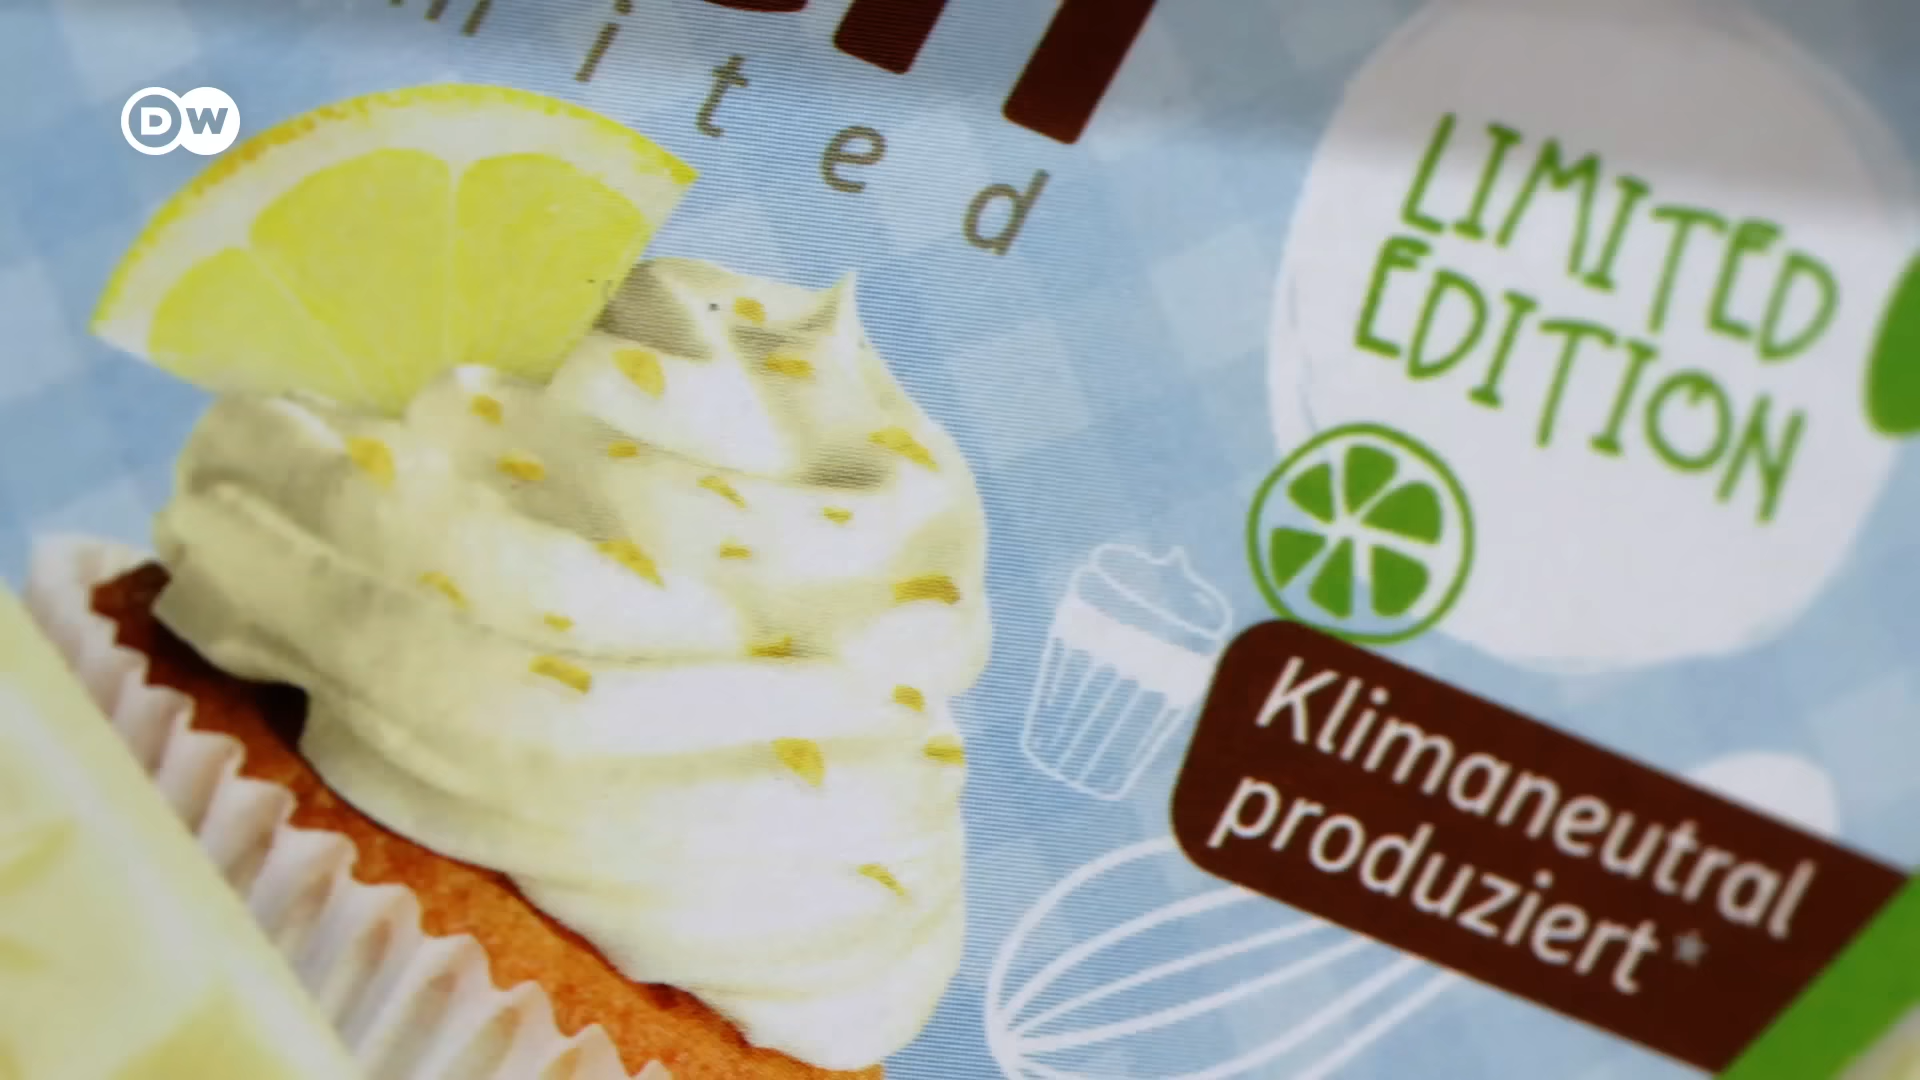 DW
mited
LIMITED
EDITION
Klimaneutral
produziert*